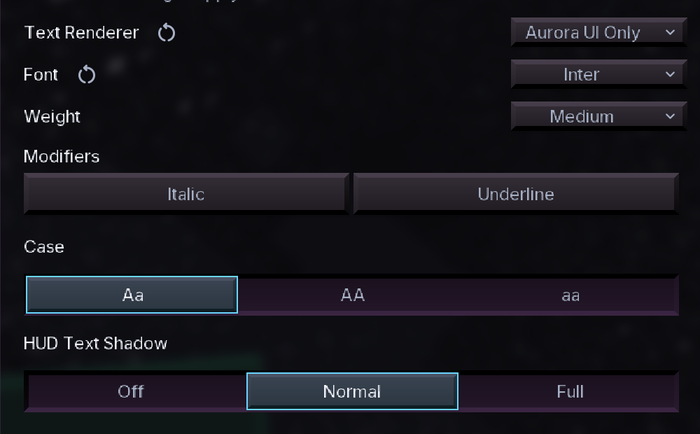 Text Renderer Aurora UI Only
Font Inter
Weight Medium
Modifiers
Italic Underline
Case
Aa AA aa
HUD Text Shadow
Off Normal Full